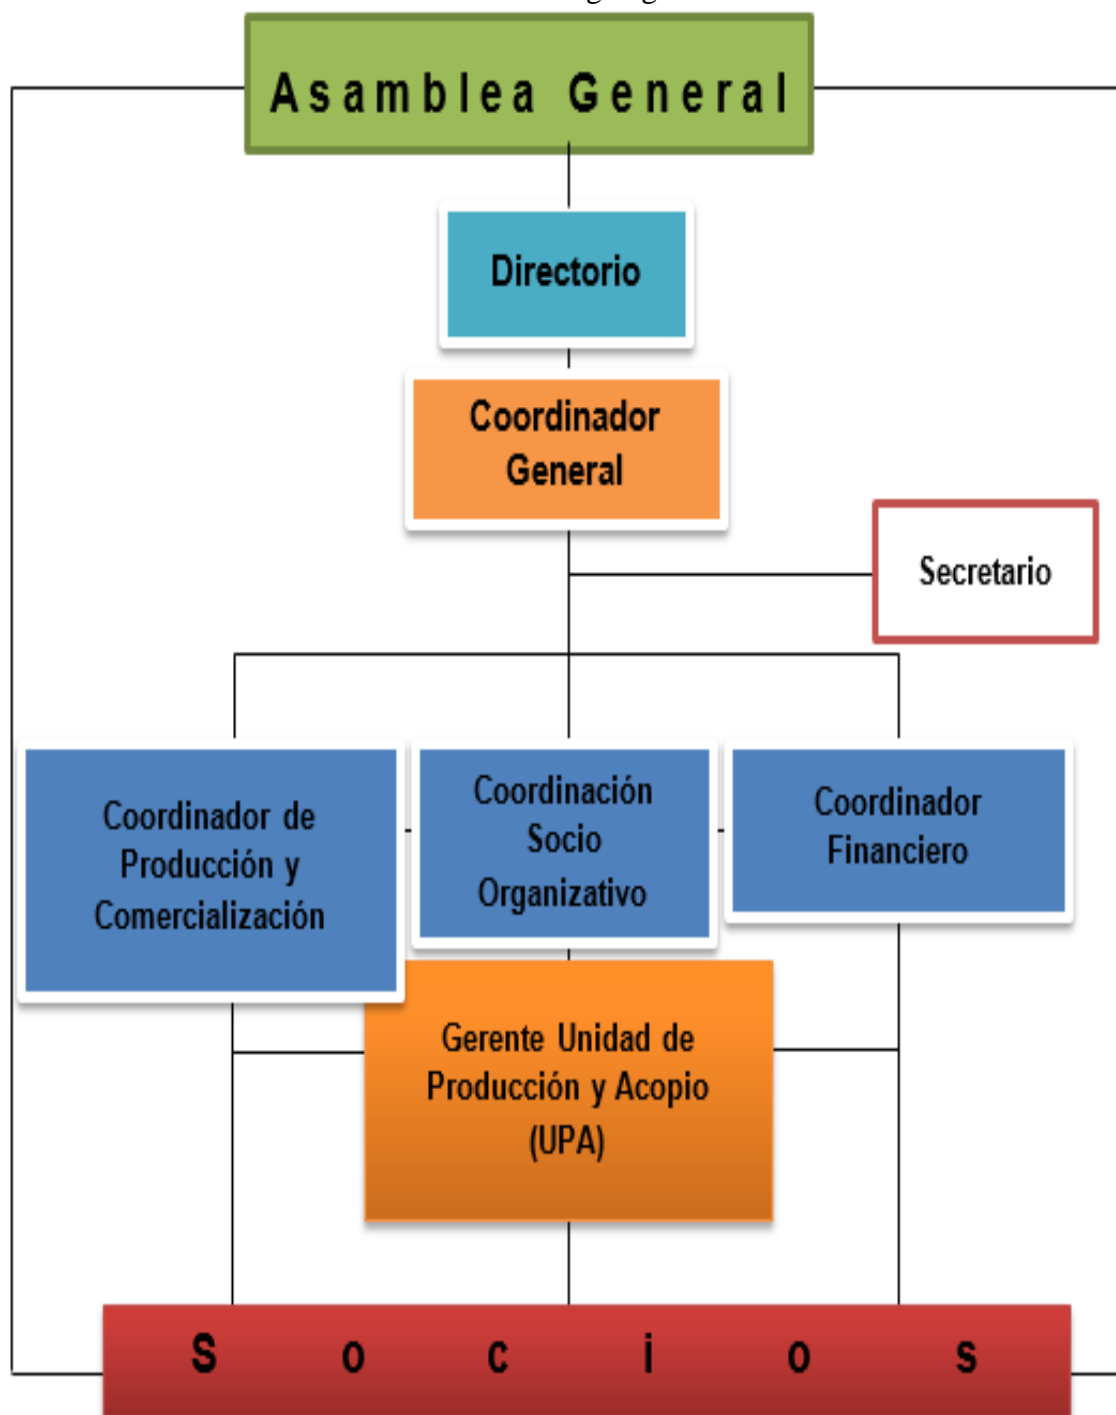 Asamblea General
Directorio
Coordinador
General
Secretario
Coordinador de
Producción y
Comercialización
Coordinación
Socio
Organizativo
Coordinador
Financiero
Gerente Unidad de
Producción y Acopio
(UPA)
Socios